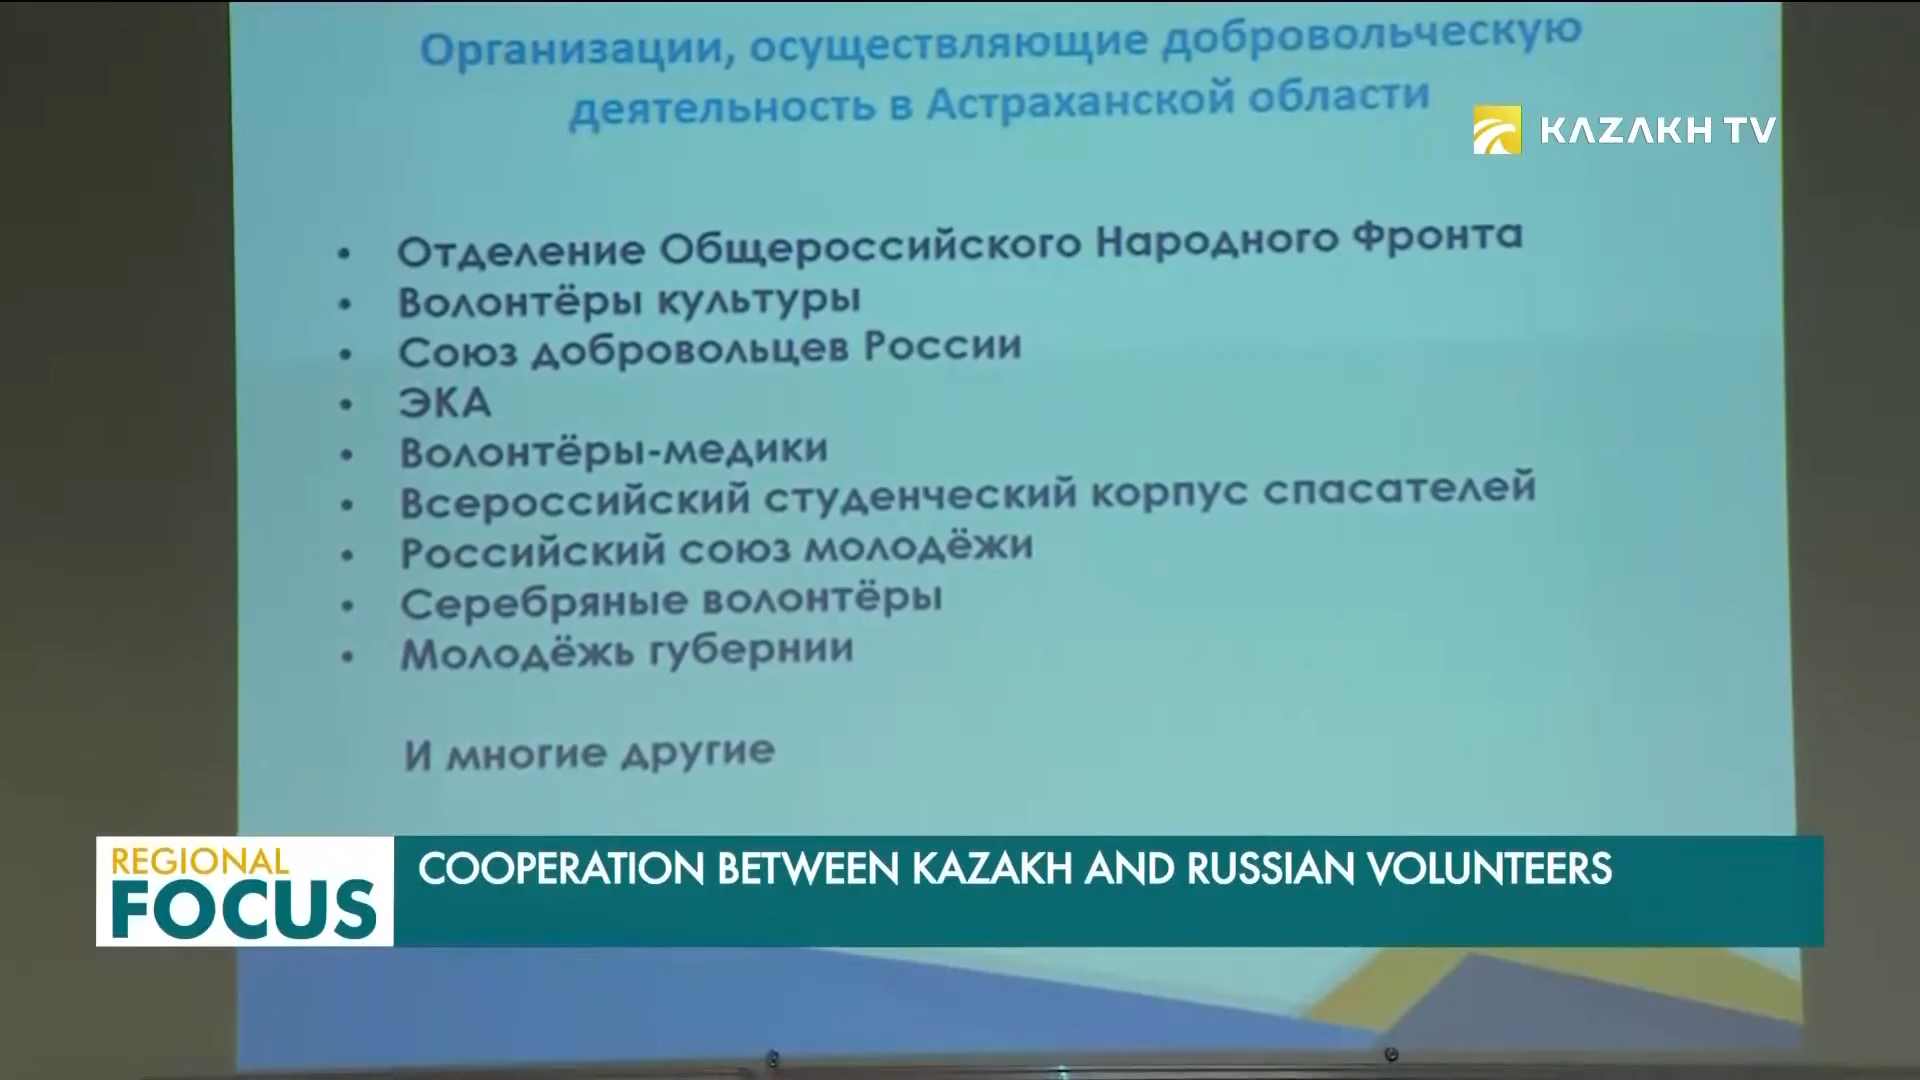 Организации, осуществляющие добровольческую
деятельность в Астраханской области
KAZAKH TV
• Отделение Общероссийского Народного Фронта
• Волонтёры культуры
• Союз добровольцев России
• ЭКА
• Волонтёры-медики
• Всероссийский студенческий корпус спасателей
• Российский союз молодёжи
• Серебряные волонтёры
• Молодёжь губернии
И многие другие
REGIONAL
FOCUS
COOPERATION BETWEEN KAZAKH AND RUSSIAN VOLUNTEERS